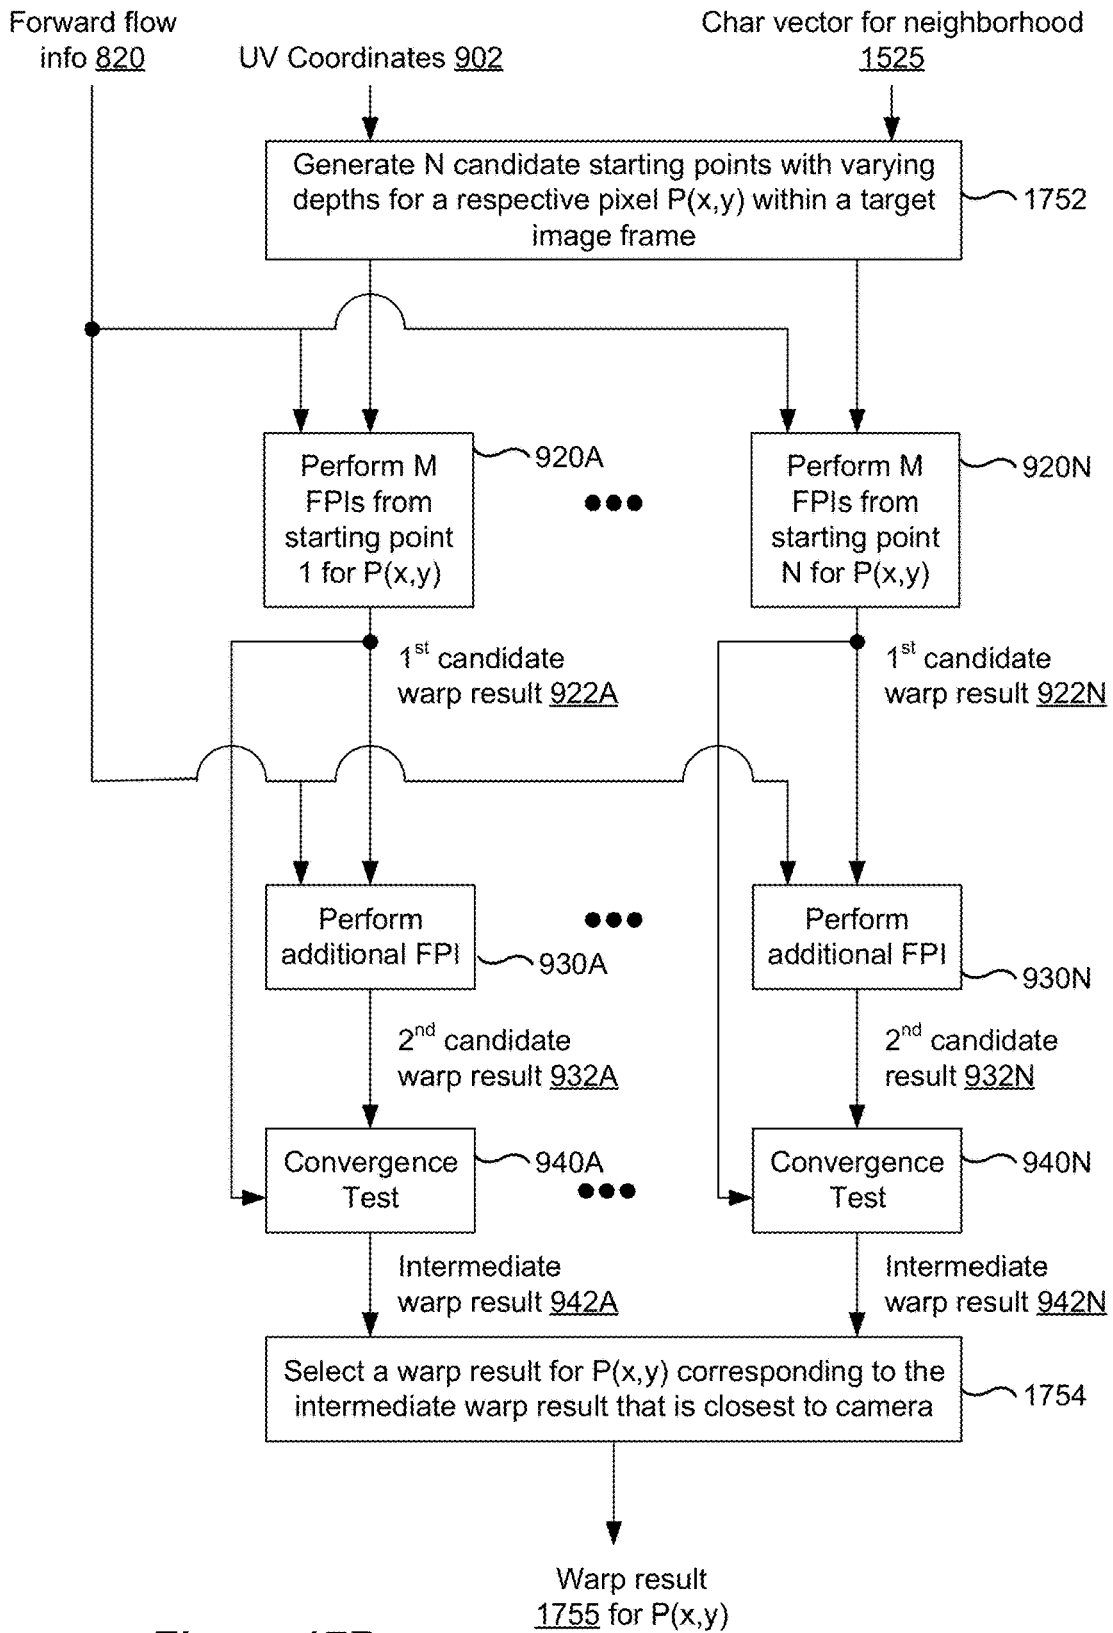 Forward flow
info 820
UV Coordinates 902
Char vector for neighborhood
1525
Generate N candidate starting points with varying
depths for a respective pixel P(x,y) within a target
image frame
1752
Perform M
FPIs from
starting point
1 for P(x,y)
920A
Perform M
FPIs from
starting point
N for P(x,y)
920N
1st candidate
warp result 922A
1st candidate
warp result 922N
Perform
additional FPI
930A
Perform
additional FPI
930N
2nd candidate
warp result 932A
2nd candidate
result 932N
Convergence
Test
940A
Convergence
Test
940N
Intermediate
warp result 942A
Intermediate
warp result 942N
Select a warp result for P(x,y) corresponding to the
intermediate warp result that is closest to camera
1754
Warp result
1755 for P(x,y)